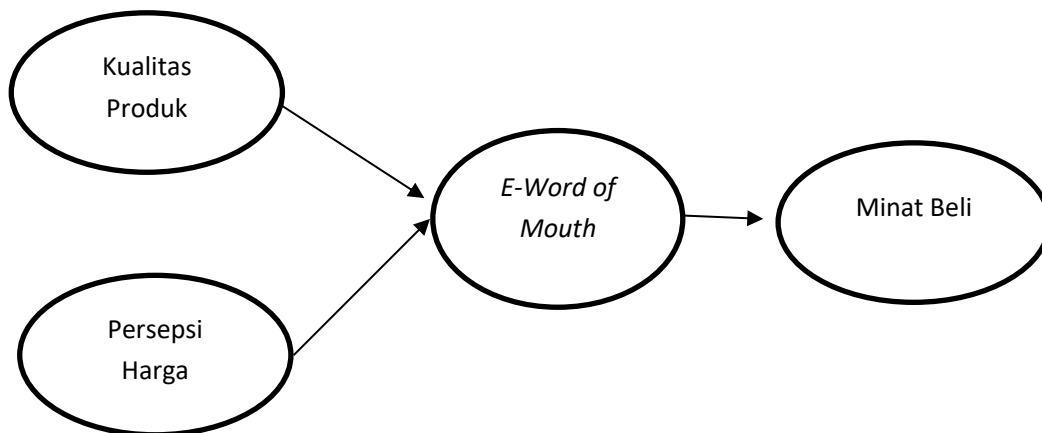 Kualitas
Produk
E-Word of
Mouth
Minat Beli
Persepsi
Harga